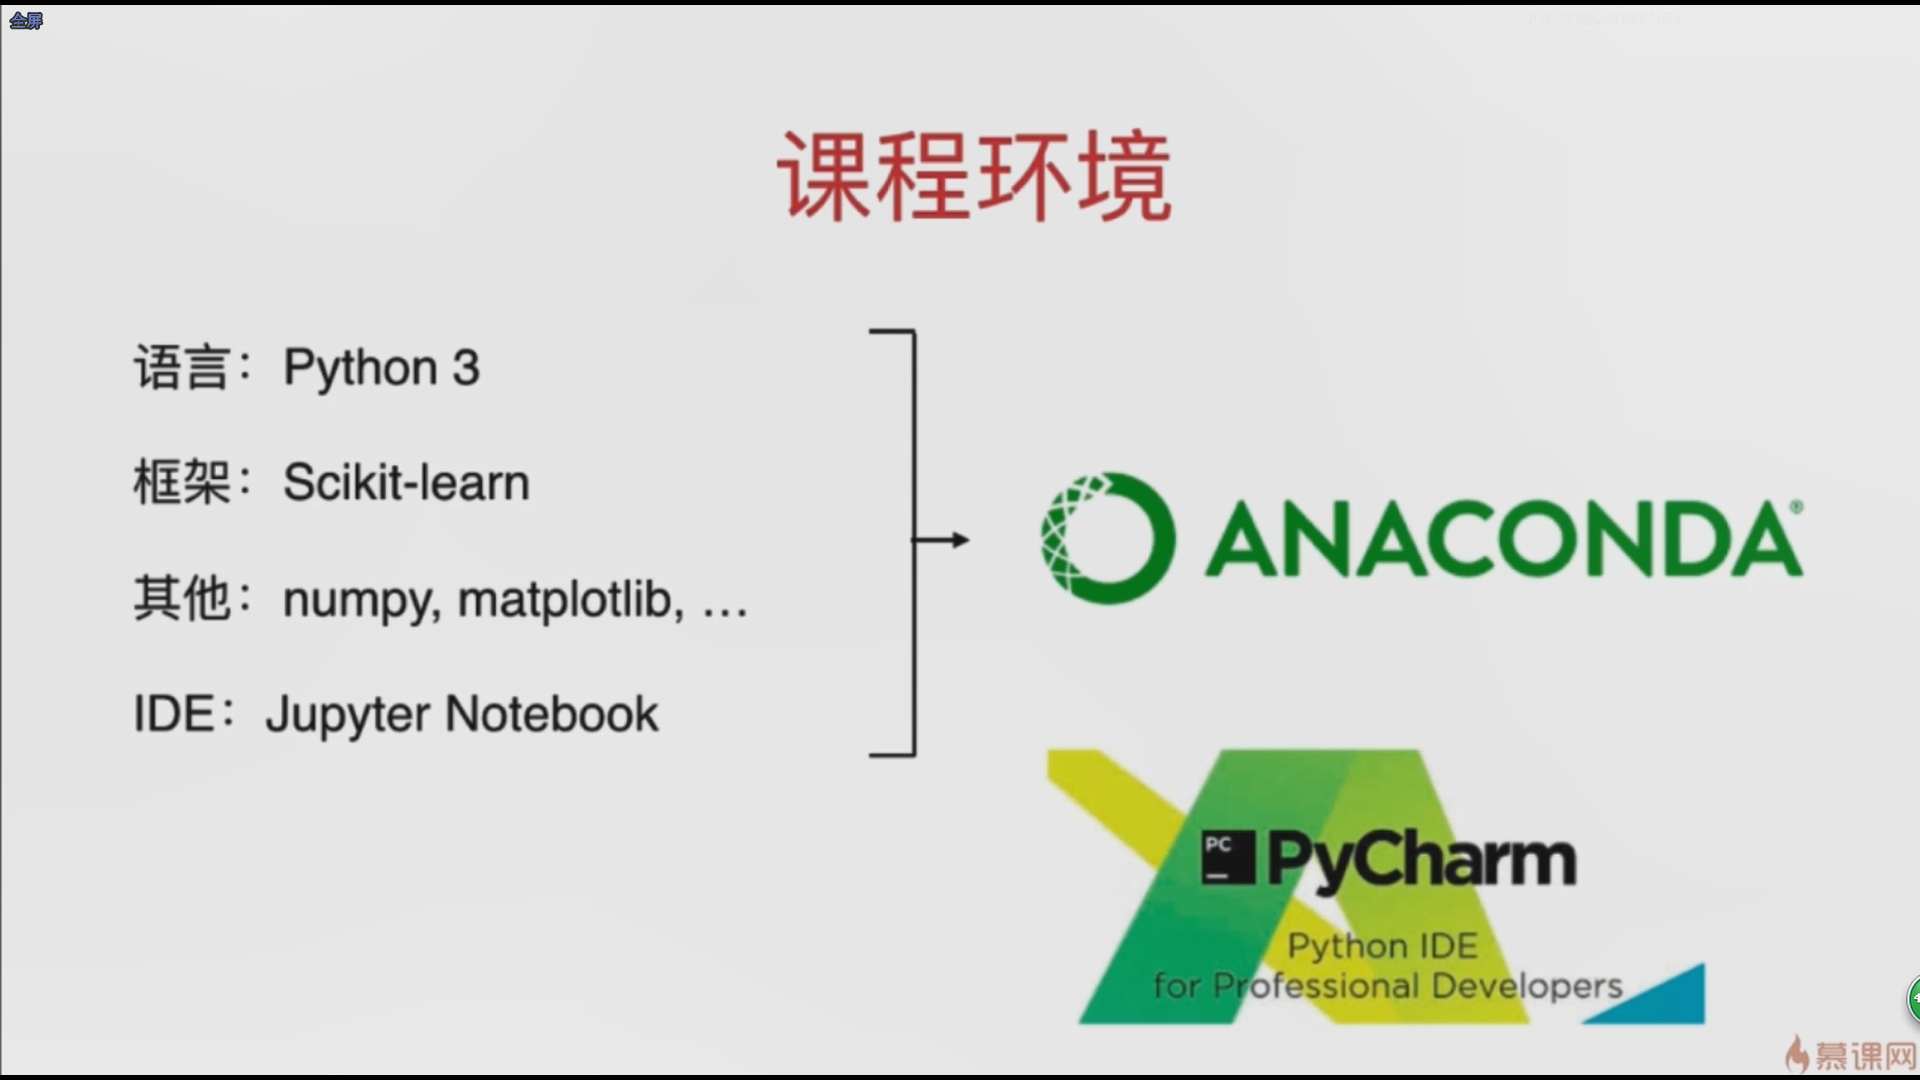 全屏
课程环境
语言：Python 3
框架：Scikit-learn
其他：numpy, matplotlib, …
IDE：Jupyter Notebook
ANACONDA®
PC
PyCharm
Python IDE
for Professional Developers
慕课网